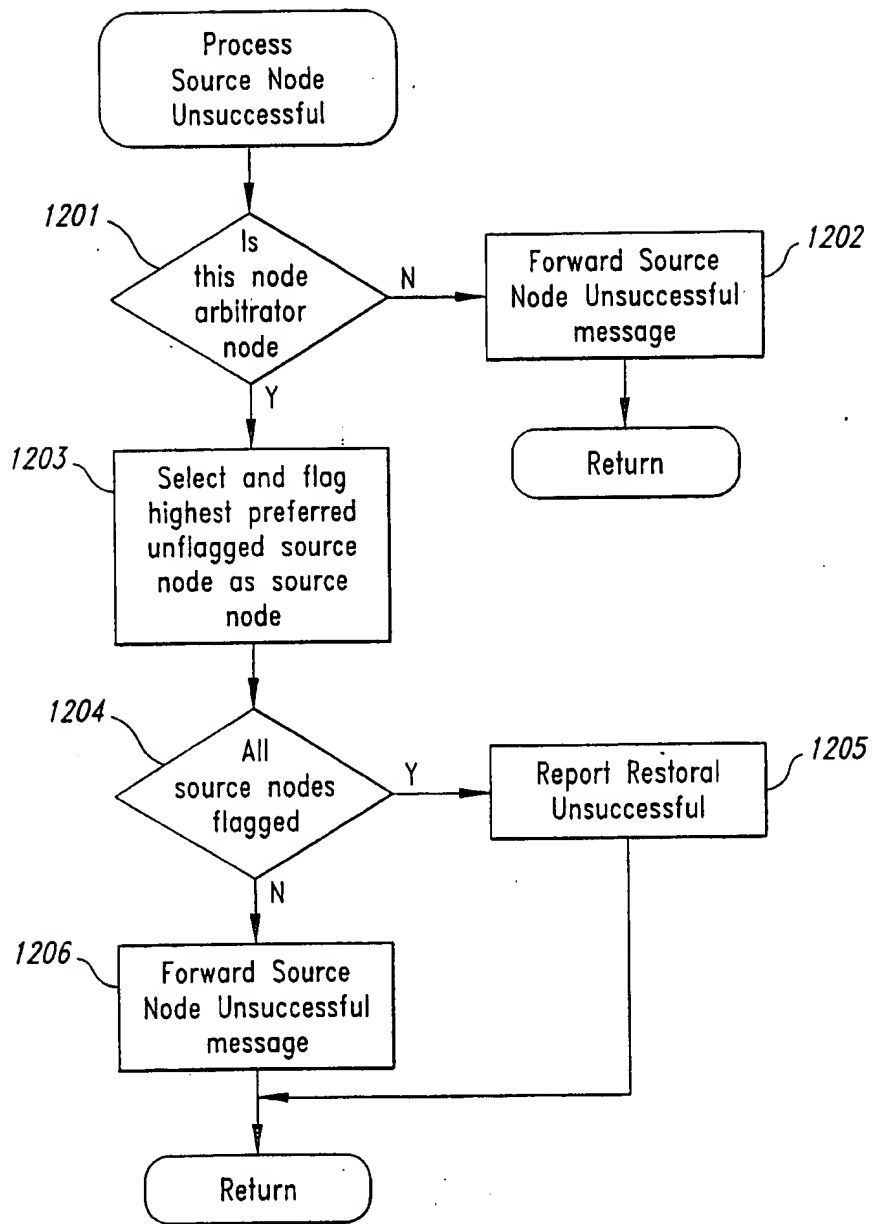 Process
Source Node
Unsuccessful
1201
Is
this node
arbitrator
node
N
Y
1202
Forward Source
Node Unsuccessful
message
Return
1203
Select and flag
highest preferred
unflagged source
node as source
node
1204
All
source nodes
flagged
Y
N
1205
Report Restoral
Unsuccessful
1206
Forward Source
Node Unsuccessful
message
Return